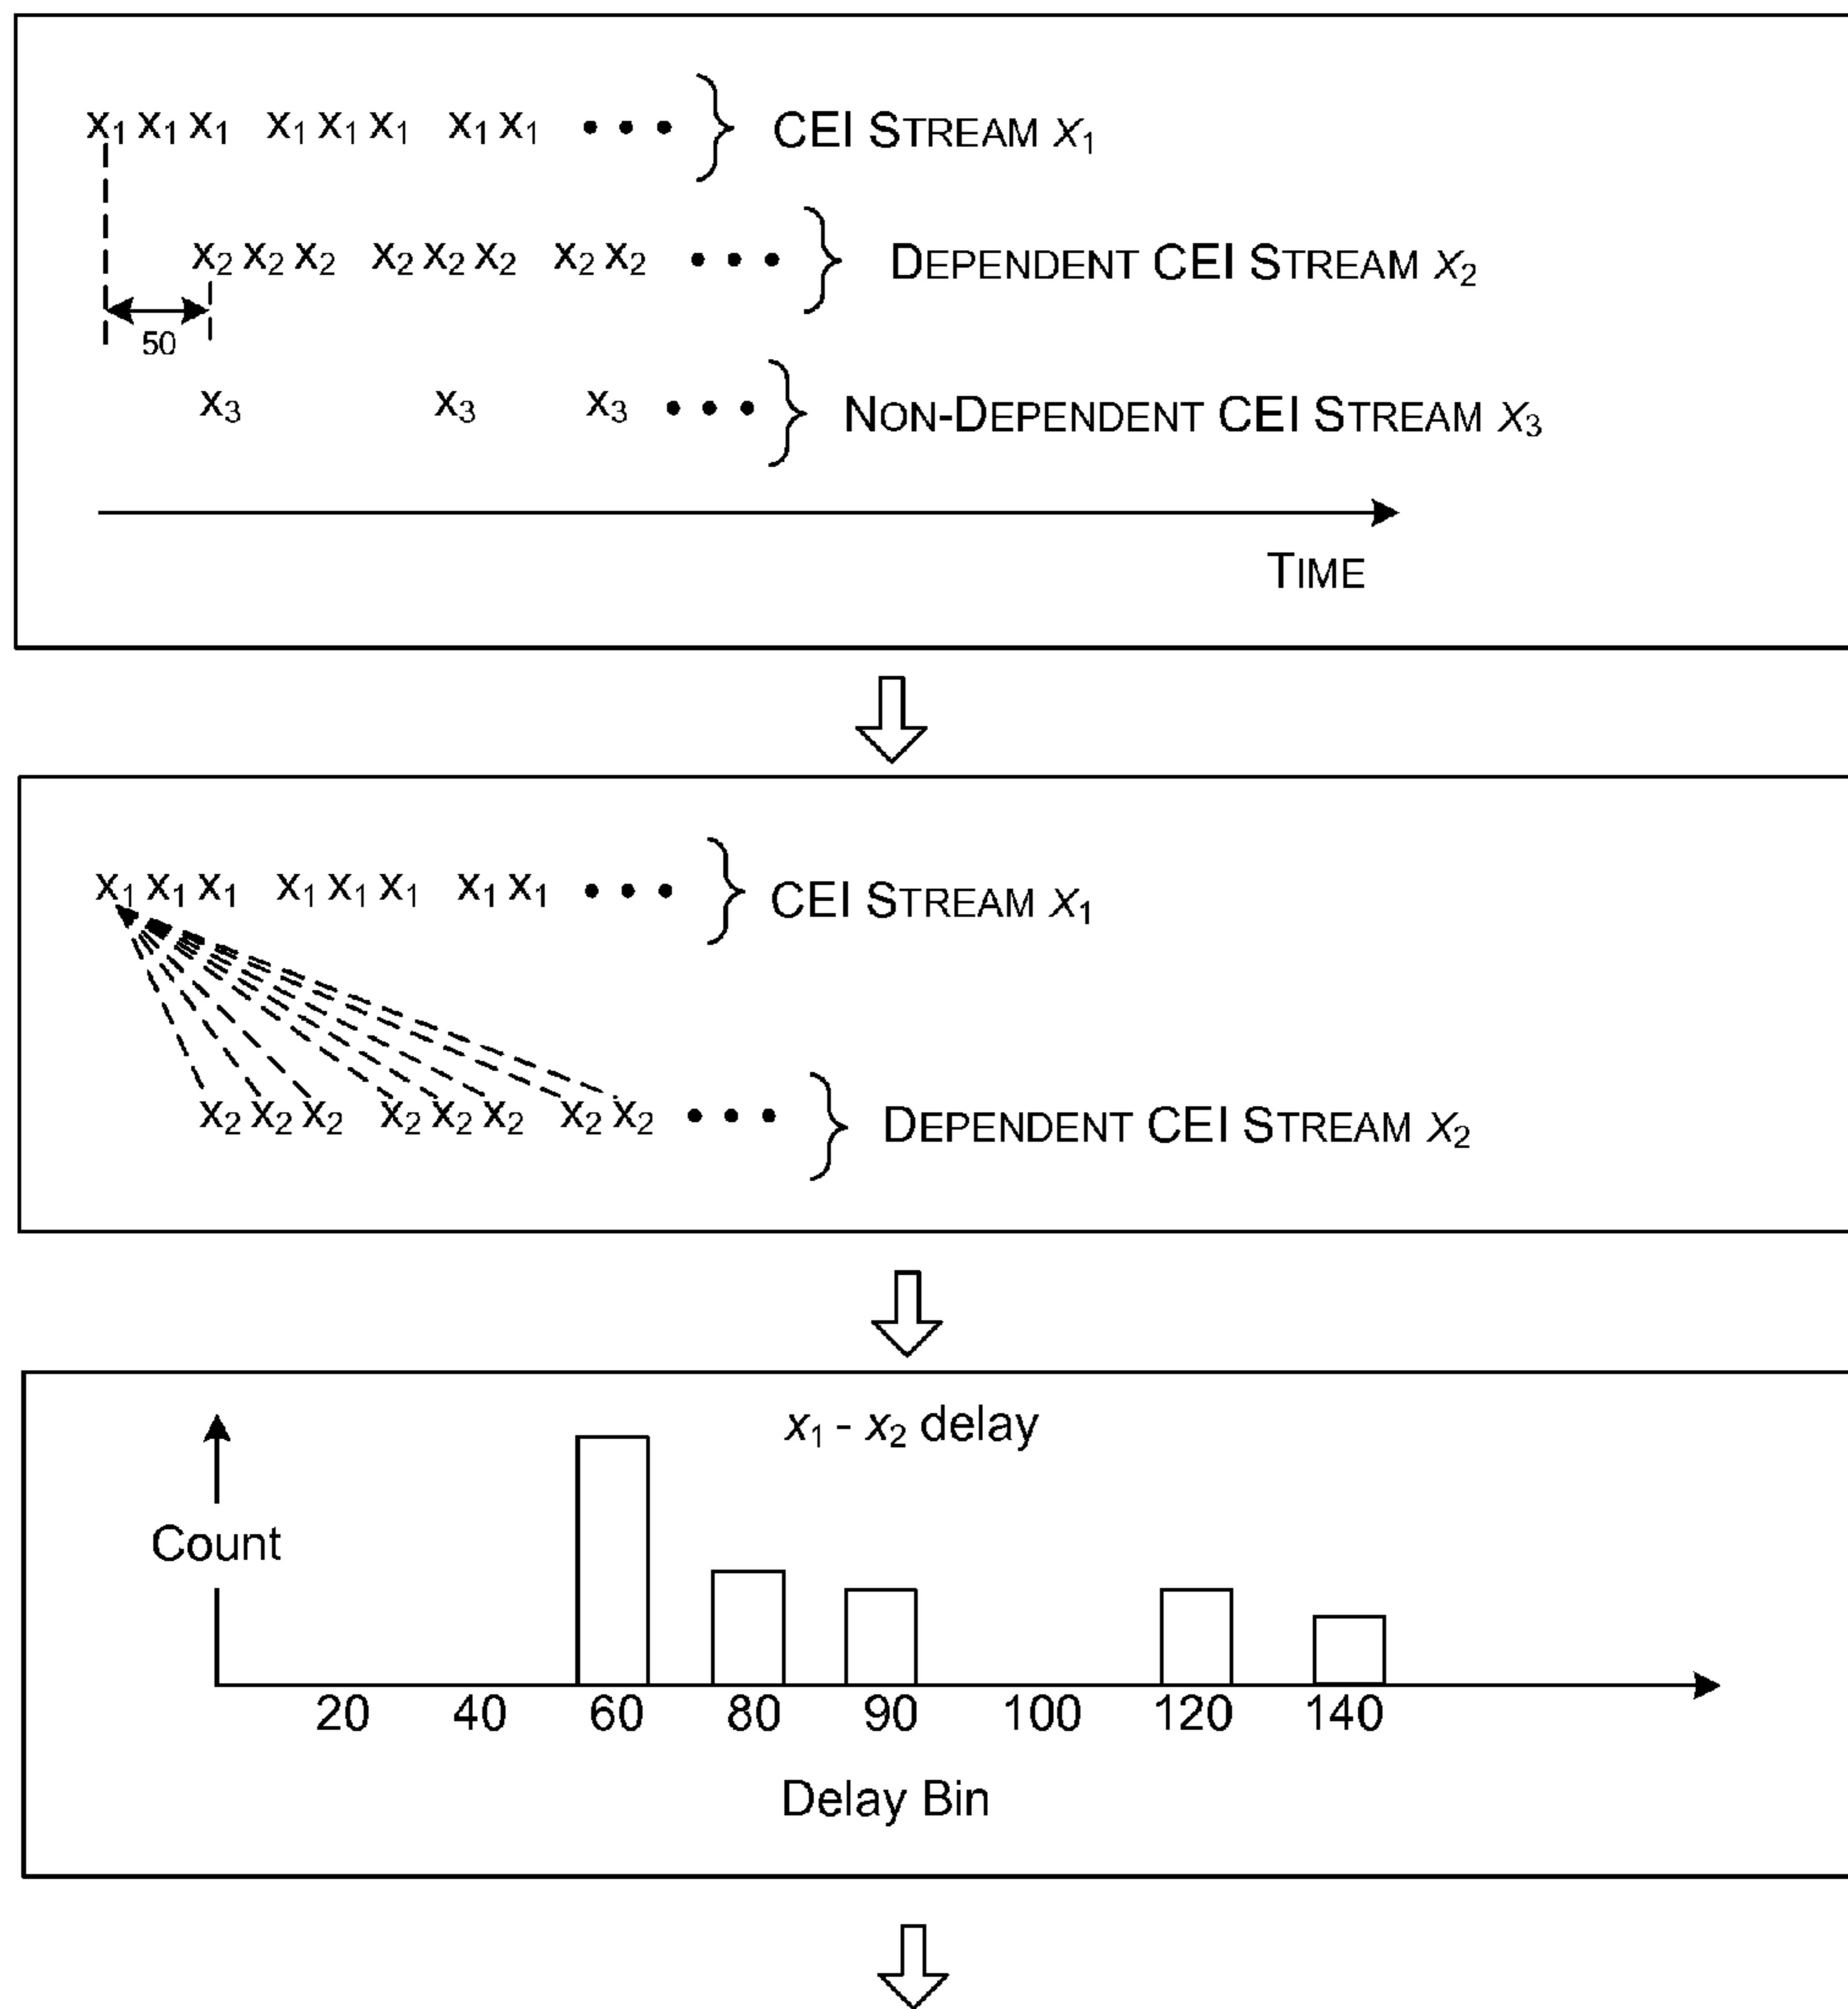 x₁ x₁ x₁ x₁ x₁ x₁ x₁ x₁ • • • CEI STREAM x₁
x₂ x₂ x₂ x₂ x₂ x₂ x₂ x₂ • • • DEPENDENT CEI STREAM x₂
50
x₃ x₃ x₃ • • • NON-DEPENDENT CEI STREAM x₃
TIME
x₁ x₁ x₁ x₁ x₁ x₁ x₁ x₁ • • • CEI STREAM x₁
x₂ x₂ x₂ x₂ x₂ x₂ x₂ x₂ • • • DEPENDENT CEI STREAM x₂
x₁ - x₂ delay
Count
20 40 60 80 90 100 120 140
Delay Bin